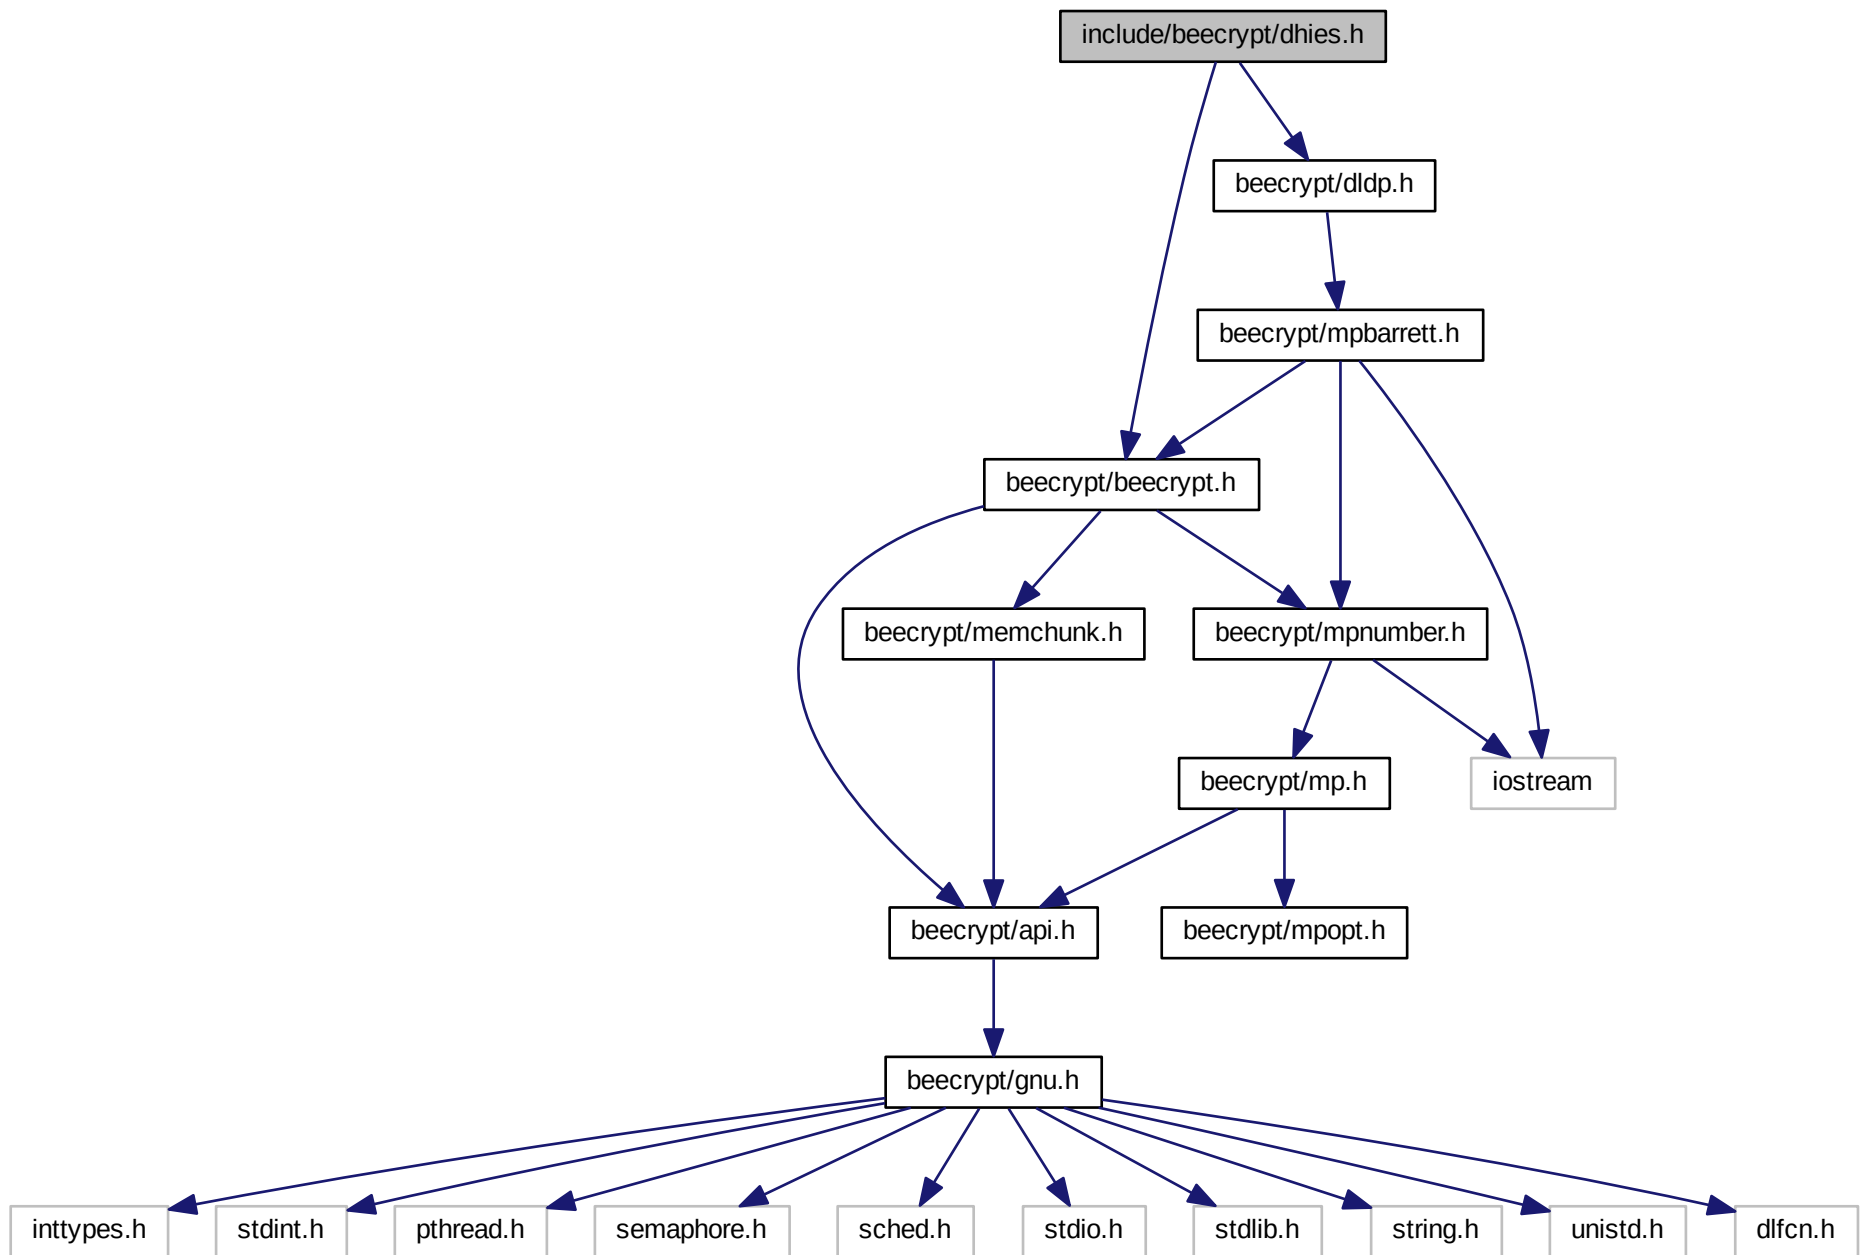 include/beecrypt/dhies.h
beecrypt/dldp.h
beecrypt/mpbarrett.h
beecrypt/beecrypt.h
beecrypt/memchunk.h
beecrypt/mpnumber.h
beecrypt/mp.h
iostream
beecrypt/api.h
beecrypt/mpopt.h
beecrypt/gnu.h
inttypes.h
stdint.h
pthread.h
semaphore.h
sched.h
stdio.h
stdlib.h
string.h
unistd.h
dlfcn.h